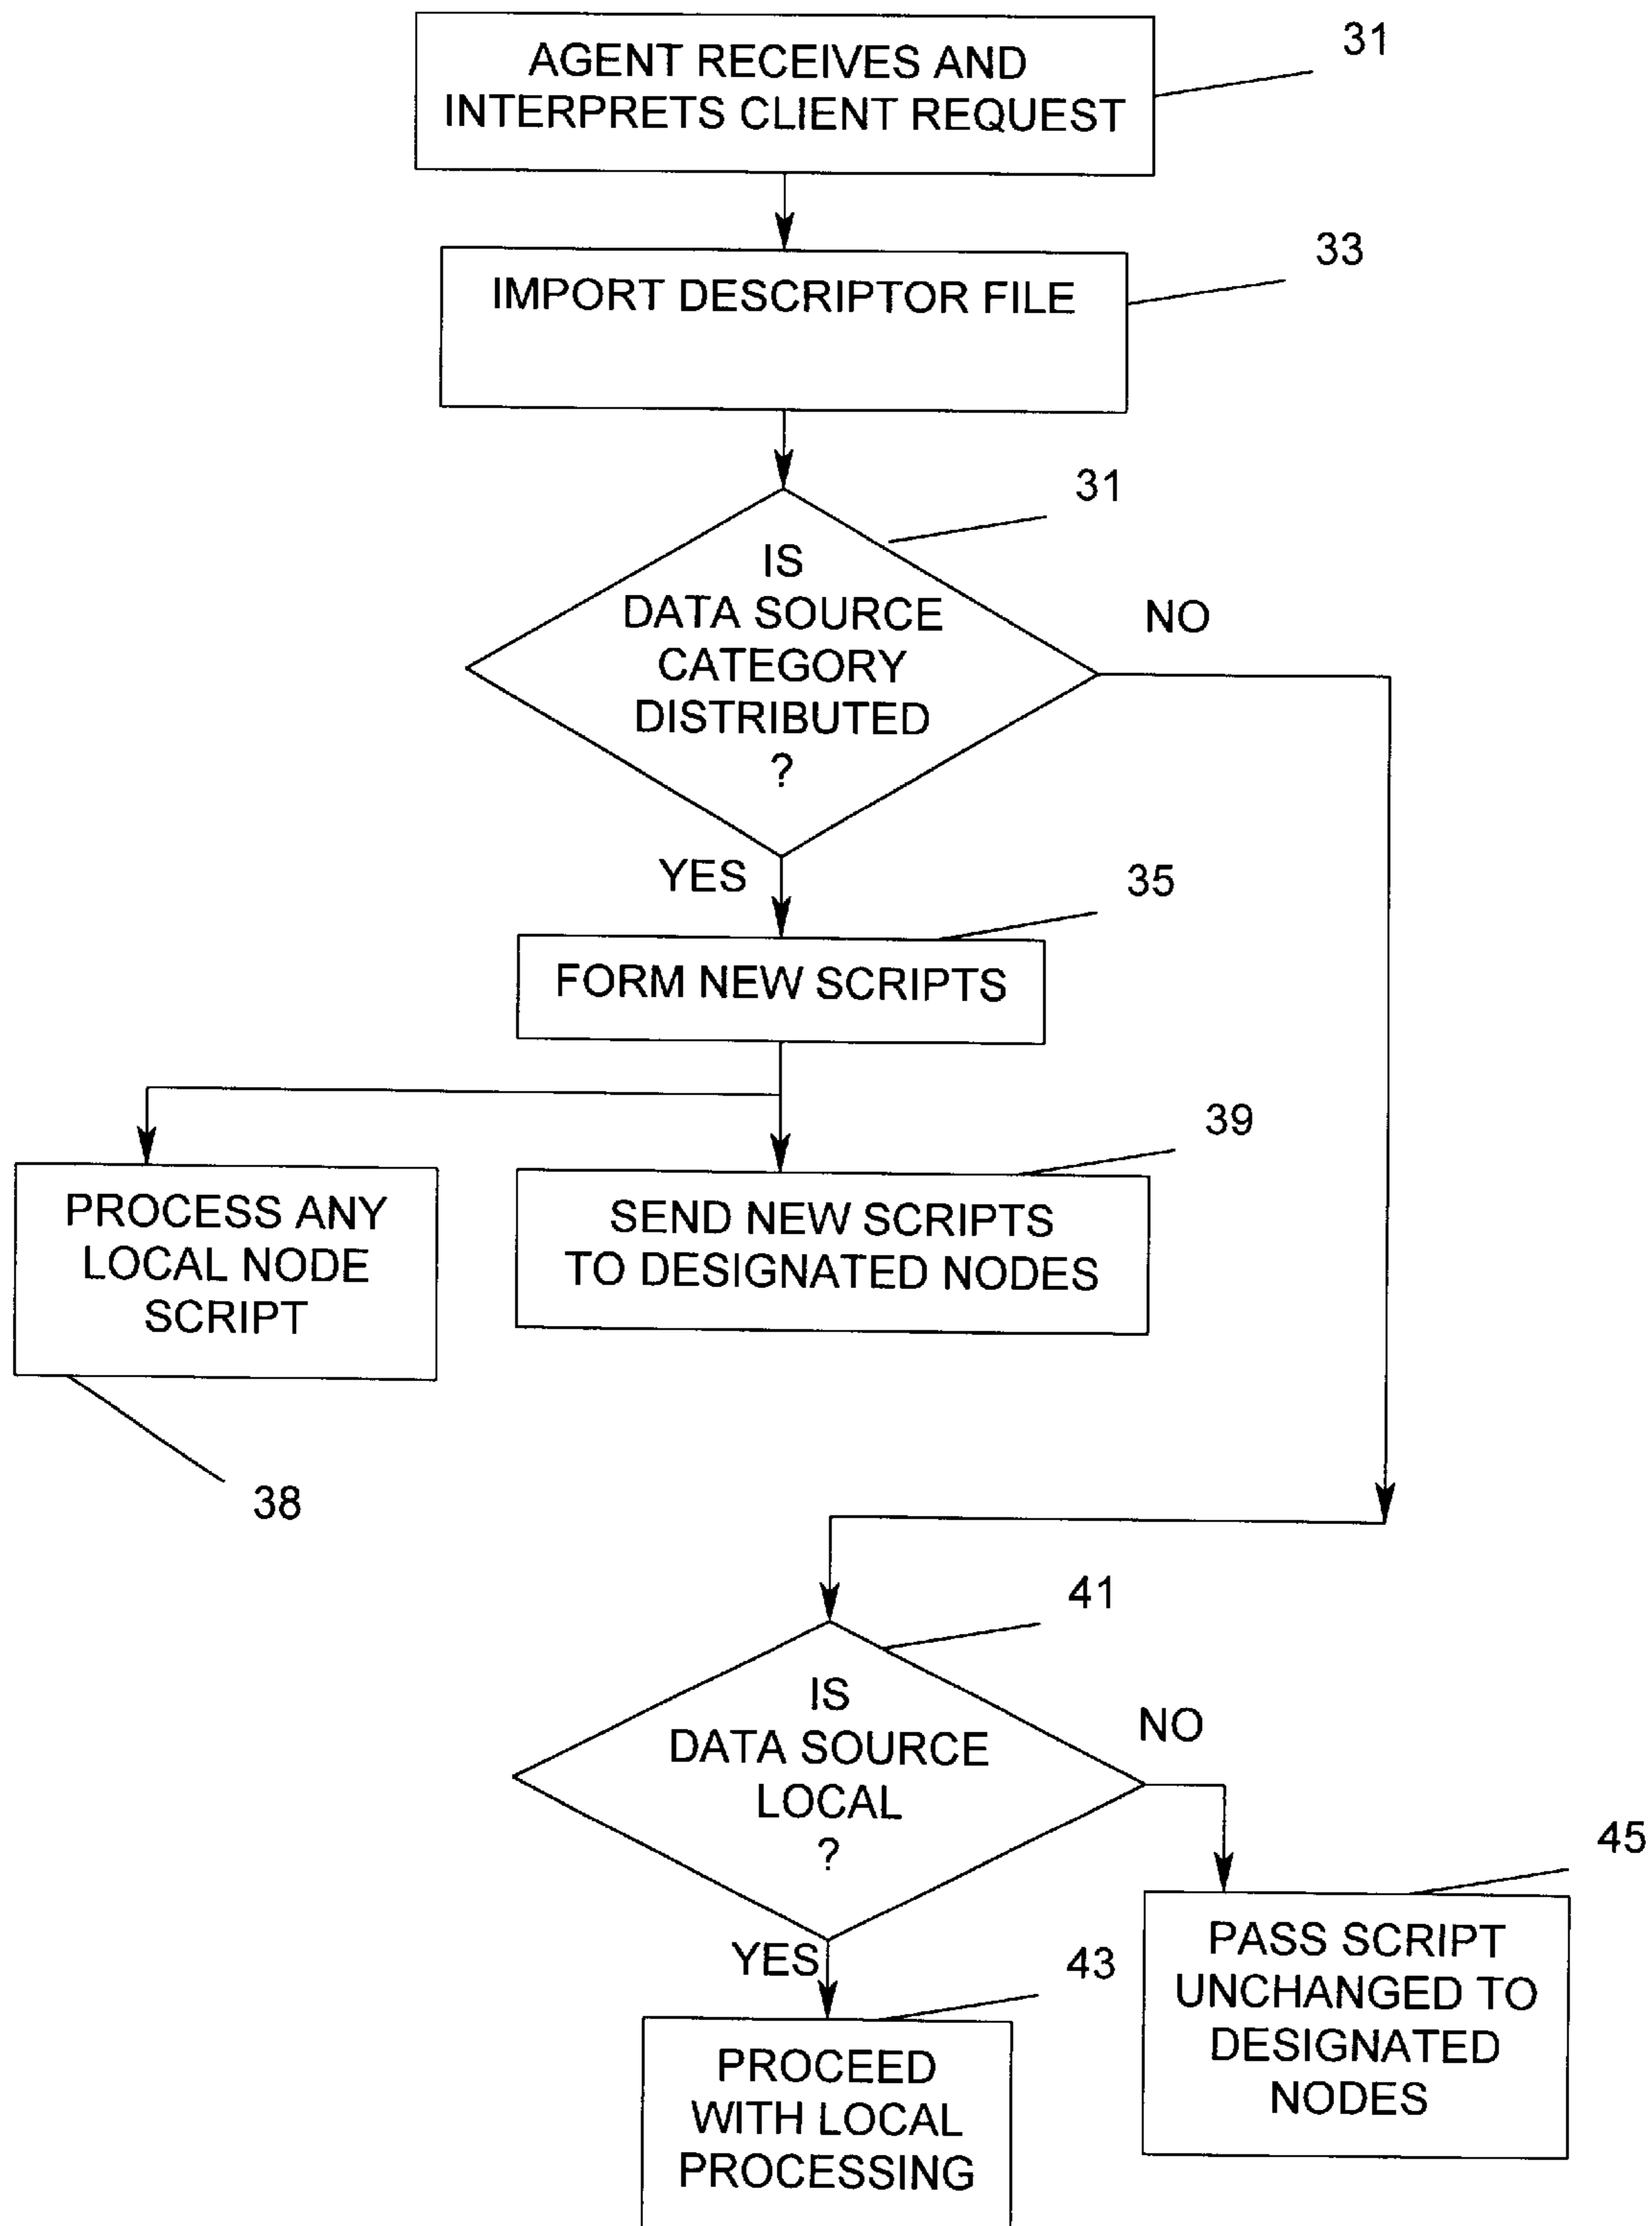 AGENT RECEIVES AND
INTERPRETS CLIENT REQUEST
31
IMPORT DESCRIPTOR FILE
33
31
IS
DATA SOURCE
CATEGORY
DISTRIBUTED
?
NO
YES
35
FORM NEW SCRIPTS
39
PROCESS ANY
LOCAL NODE
SCRIPT
SEND NEW SCRIPTS
TO DESIGNATED NODES
38
41
IS
DATA SOURCE
LOCAL
?
NO
45
YES
43
PROCEED
WITH LOCAL
PROCESSING
PASS SCRIPT
UNCHANGED TO
DESIGNATED
NODES